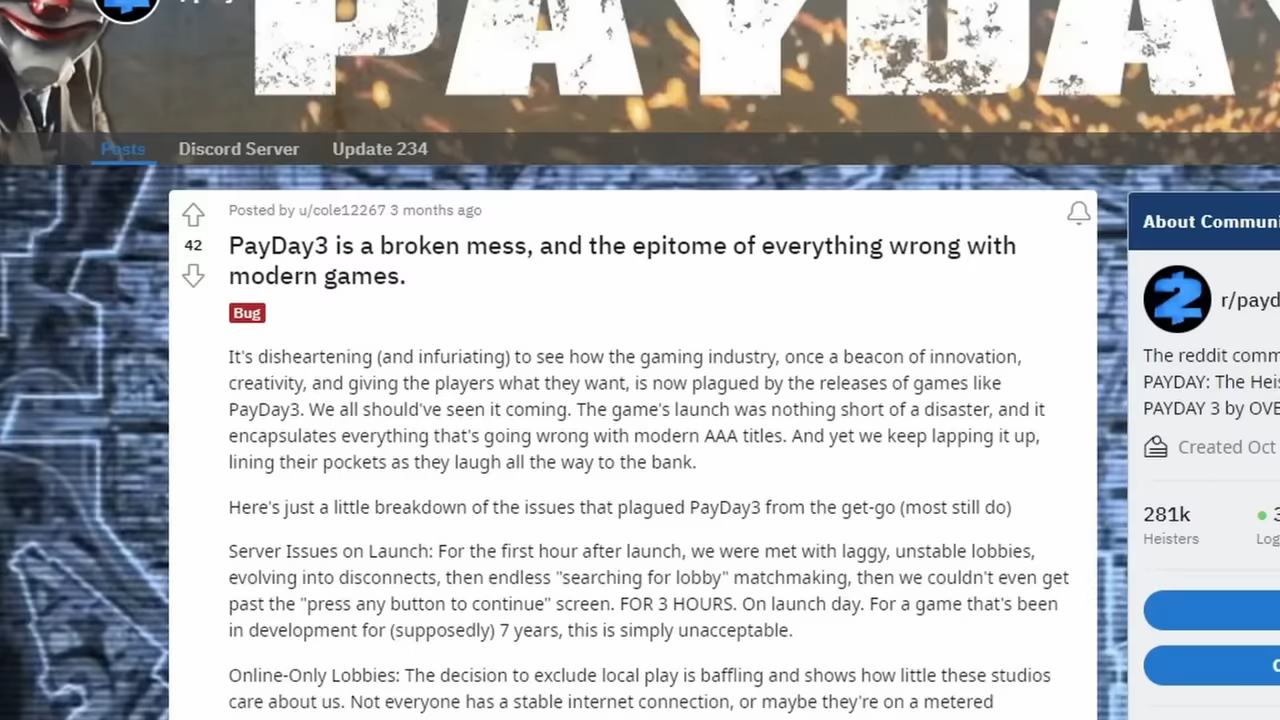 PAYDAY
Posts
Discord Server
Update 234
Posted by u/cole12267 3 months ago
42
PayDay3 is a broken mess, and the epitome of everything wrong with
modern games.
Bug
It's disheartening (and infuriating) to see how the gaming industry, once a beacon of innovation,
creativity, and giving the players what they want, is now plagued by the releases of games like
PayDay3. We all should've seen it coming. The game's launch was nothing short of a disaster, and it
encapsulates everything that's going wrong with modern AAA titles. And yet we keep lapping it up,
lining their pockets as they laugh all the way to the bank.
Here's just a little breakdown of the issues that plagued PayDay3 from the get-go (most still do)
Server Issues on Launch: For the first hour after launch, we were met with laggy, unstable lobbies,
evolving into disconnects, then endless "searching for lobby" matchmaking, then we couldn't even get
past the "press any button to continue" screen. FOR 3 HOURS. On launch day. For a game that's been
in development for (supposedly) 7 years, this is simply unacceptable.
Online-Only Lobbies: The decision to exclude local play is baffling and shows how little these studios
care about us. Not everyone has a stable internet connection, or maybe they're on a metered
About Communi
r/payd
The reddit comm
PAYDAY: The Hei
PAYDAY 3 by OVE
Created Oct
281k
Heisters
Log